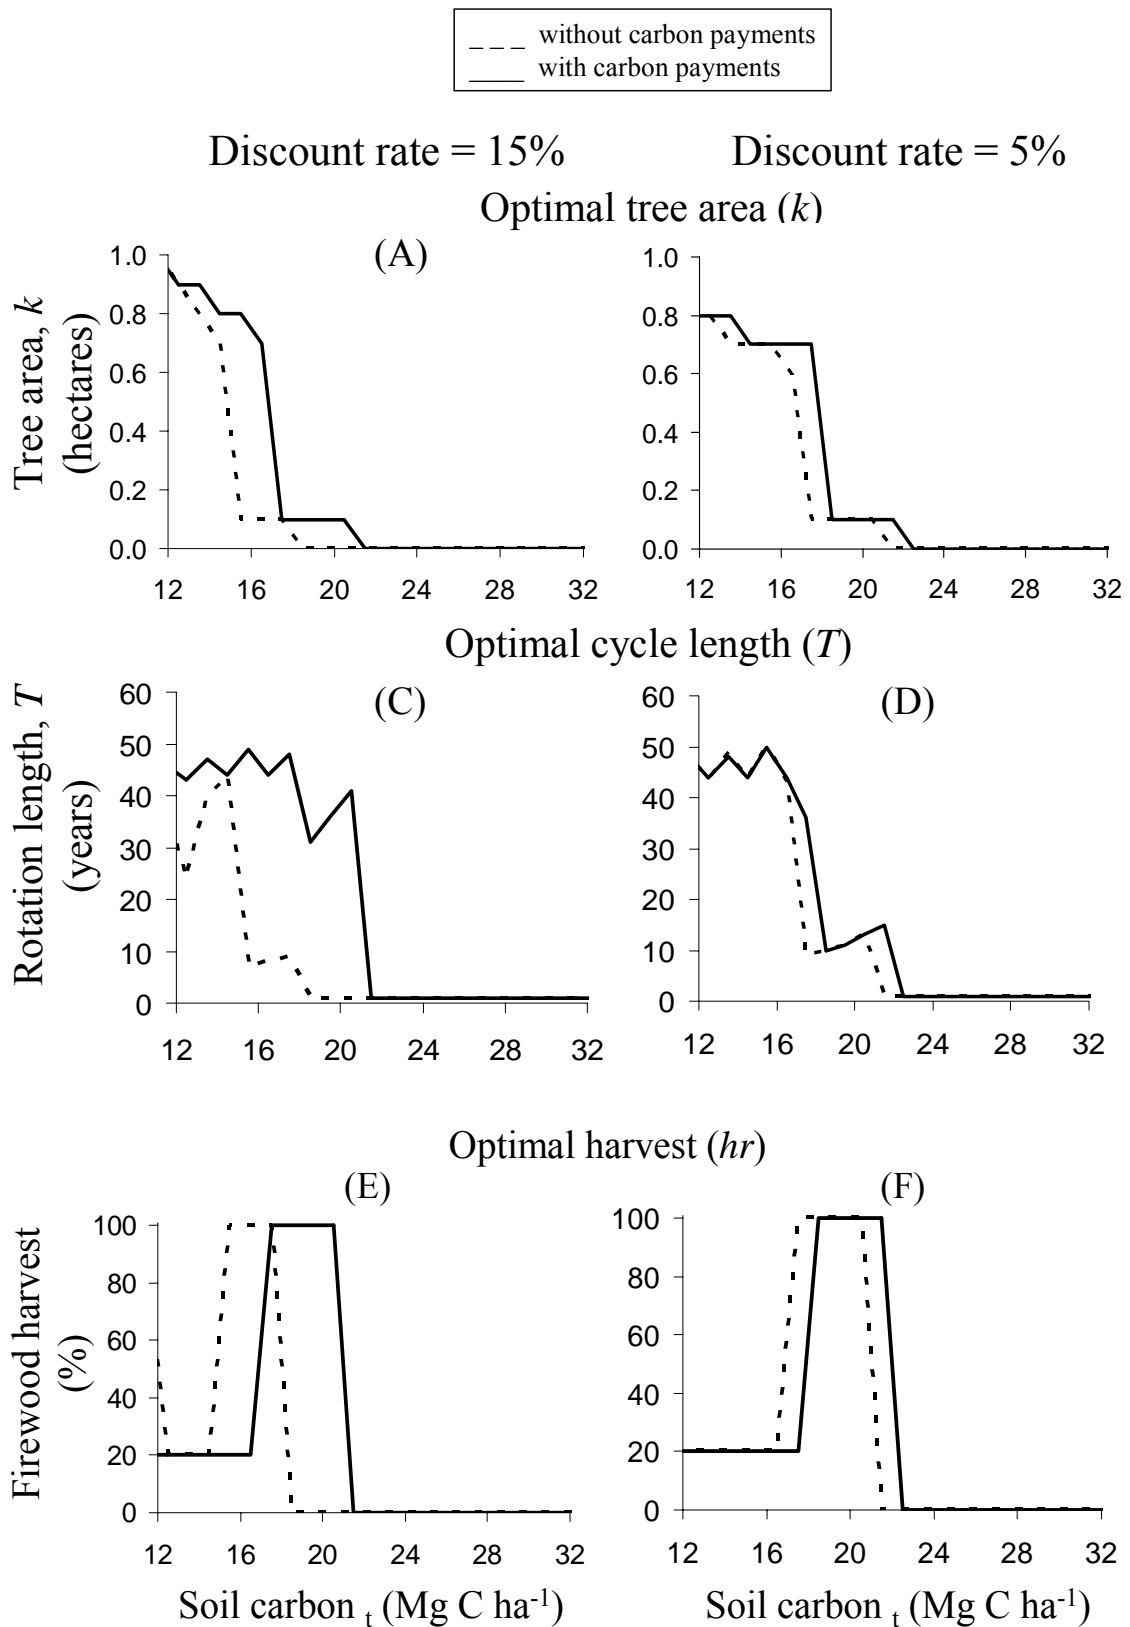 without carbon payments
with carbon payments
Discount rate = 15%
Discount rate = 5%
Optimal tree area (k)
(A)
Tree area, k
(hectares)
1.0
0.8
0.6
0.4
0.2
0.0
12 16 20 24 28 32
1.0
0.8
0.6
0.4
0.2
0.0
12 16 20 24 28 32
Optimal cycle length (T)
(C)
Rotation length, T
(years)
60
50
40
30
20
10
0
12 16 20 24 28 32
(D)
60
50
40
30
20
10
0
12 16 20 24 28 32
Optimal harvest (hr)
(E)
Firewood harvest
(%)
100
80
60
40
20
0
12 16 20 24 28 32
Soil carbon t (Mg C ha-1)
(F)
100
80
60
40
20
0
12 16 20 24 28 32
Soil carbon t (Mg C ha-1)